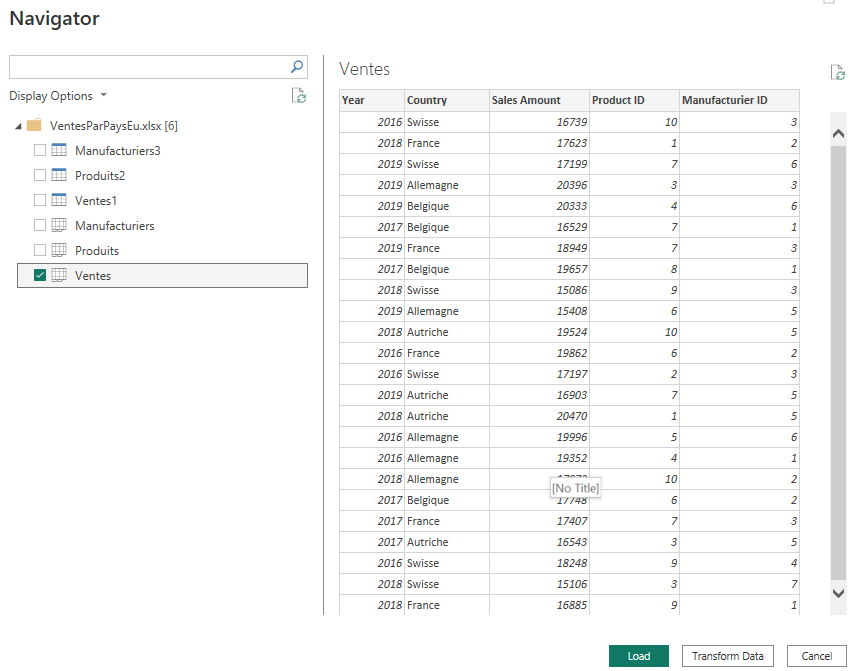 Navigator
Display Options
VentesParPaysEu.xlsx [6]
Manufacturiers3
Produits2
Ventes1
Manufacturiers
Produits
Ventes
Ventes
Year Country Sales Amount Product ID Manufacturier ID
2016 Swisse 16739 10 3
2018 France 17623 1 2
2019 Swisse 17199 7 6
2019 Allemagne 20396 3 3
2019 Belgique 20333 4 6
2017 Belgique 16529 7 1
2019 France 18949 7 3
2017 Belgique 19657 8 1
2018 Swisse 15086 9 3
2019 Allemagne 15408 6 5
2018 Autriche 19524 10 5
2016 France 19862 6 2
2016 Swisse 17197 2 3
2019 Autriche 16903 7 5
2018 Autriche 20470 1 5
2016 Allemagne 19996 5 6
2016 Allemagne 19352 4 1
2018 Allemagne 10 2
[No Title]
2017 Belgique 17748 6 2
2017 France 17407 7 3
2017 Autriche 16543 3 5
2016 Swisse 18248 9 4
2018 Swisse 15106 3 7
2018 France 16885 9 1
Load Transform Data Cancel